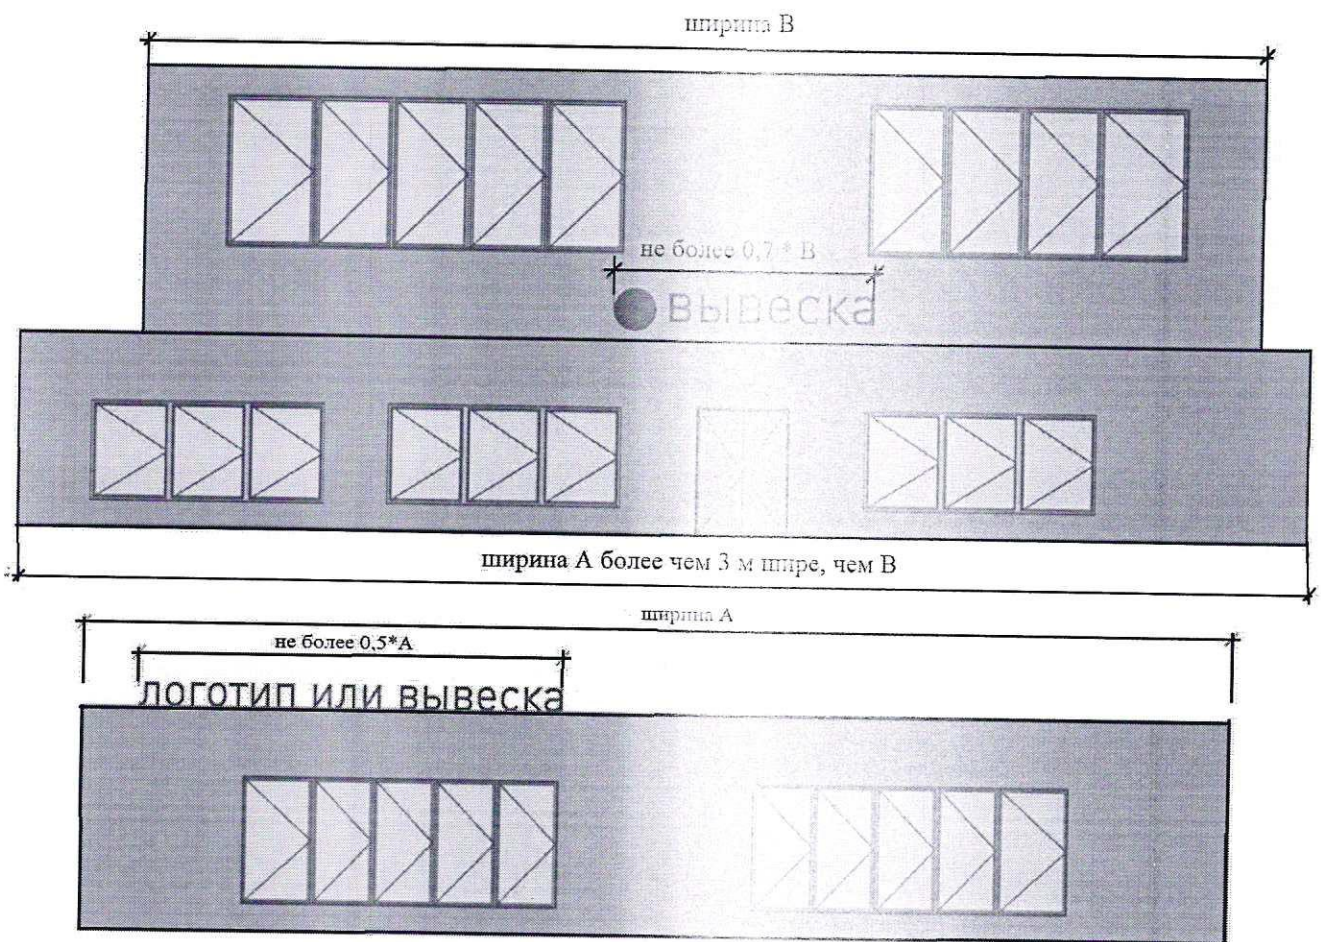 ширина В
не более 0,7 * В
вывеска
ширина А более чем 3 м шире, чем В
ширина А
не более 0,5*А
логотип или вывеска